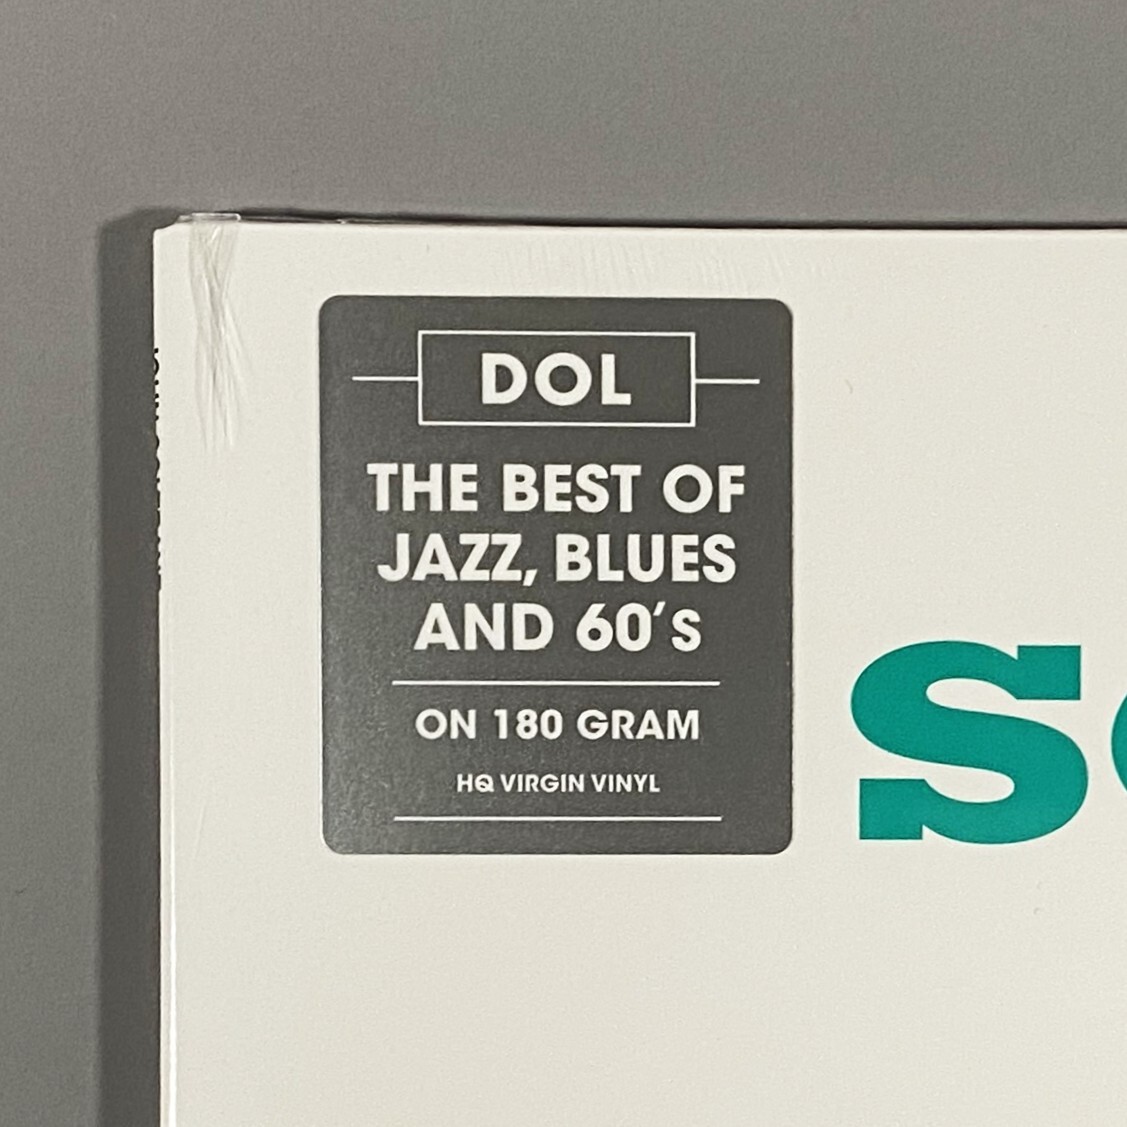 DOL
THE BEST OF
JAZZ, BLUES
AND 60's
ON 180 GRAM
HQ VIRGIN VINYL
S